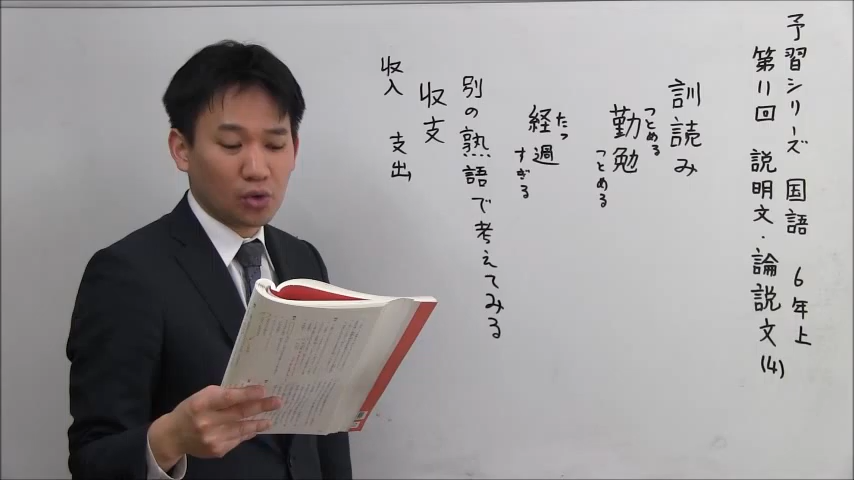 予習シリーズ 国語 6年上
第11回 説明文・論説文(4)
訓読み
つとめる
勤勉
つとめる
たつ
経過
すぎる
別の熟語で考えてみる
収支
収入 支出